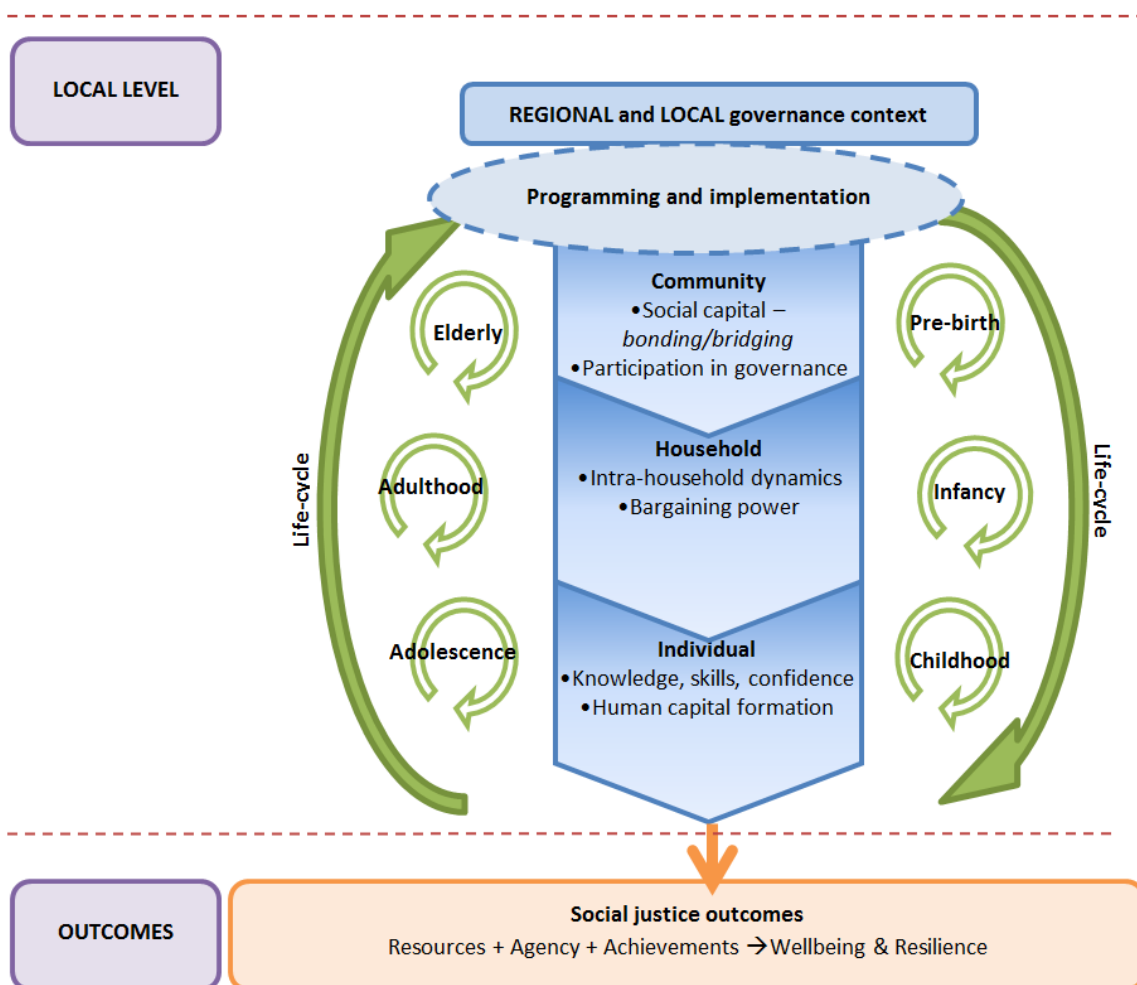 LOCAL LEVEL
REGIONAL and LOCAL governance context
Programming and implementation
Community
•Social capital –
bonding/bridging
•Participation in governance
Household
•Intra-household dynamics
•Bargaining power
Individual
•Knowledge, skills, confidence
•Human capital formation
Elderly
Adulthood
Adolescence
Life-cycle
Pre-birth
Infancy
Childhood
Life-cycle
OUTCOMES
Social justice outcomes
Resources + Agency + Achievements →Wellbeing & Resilience